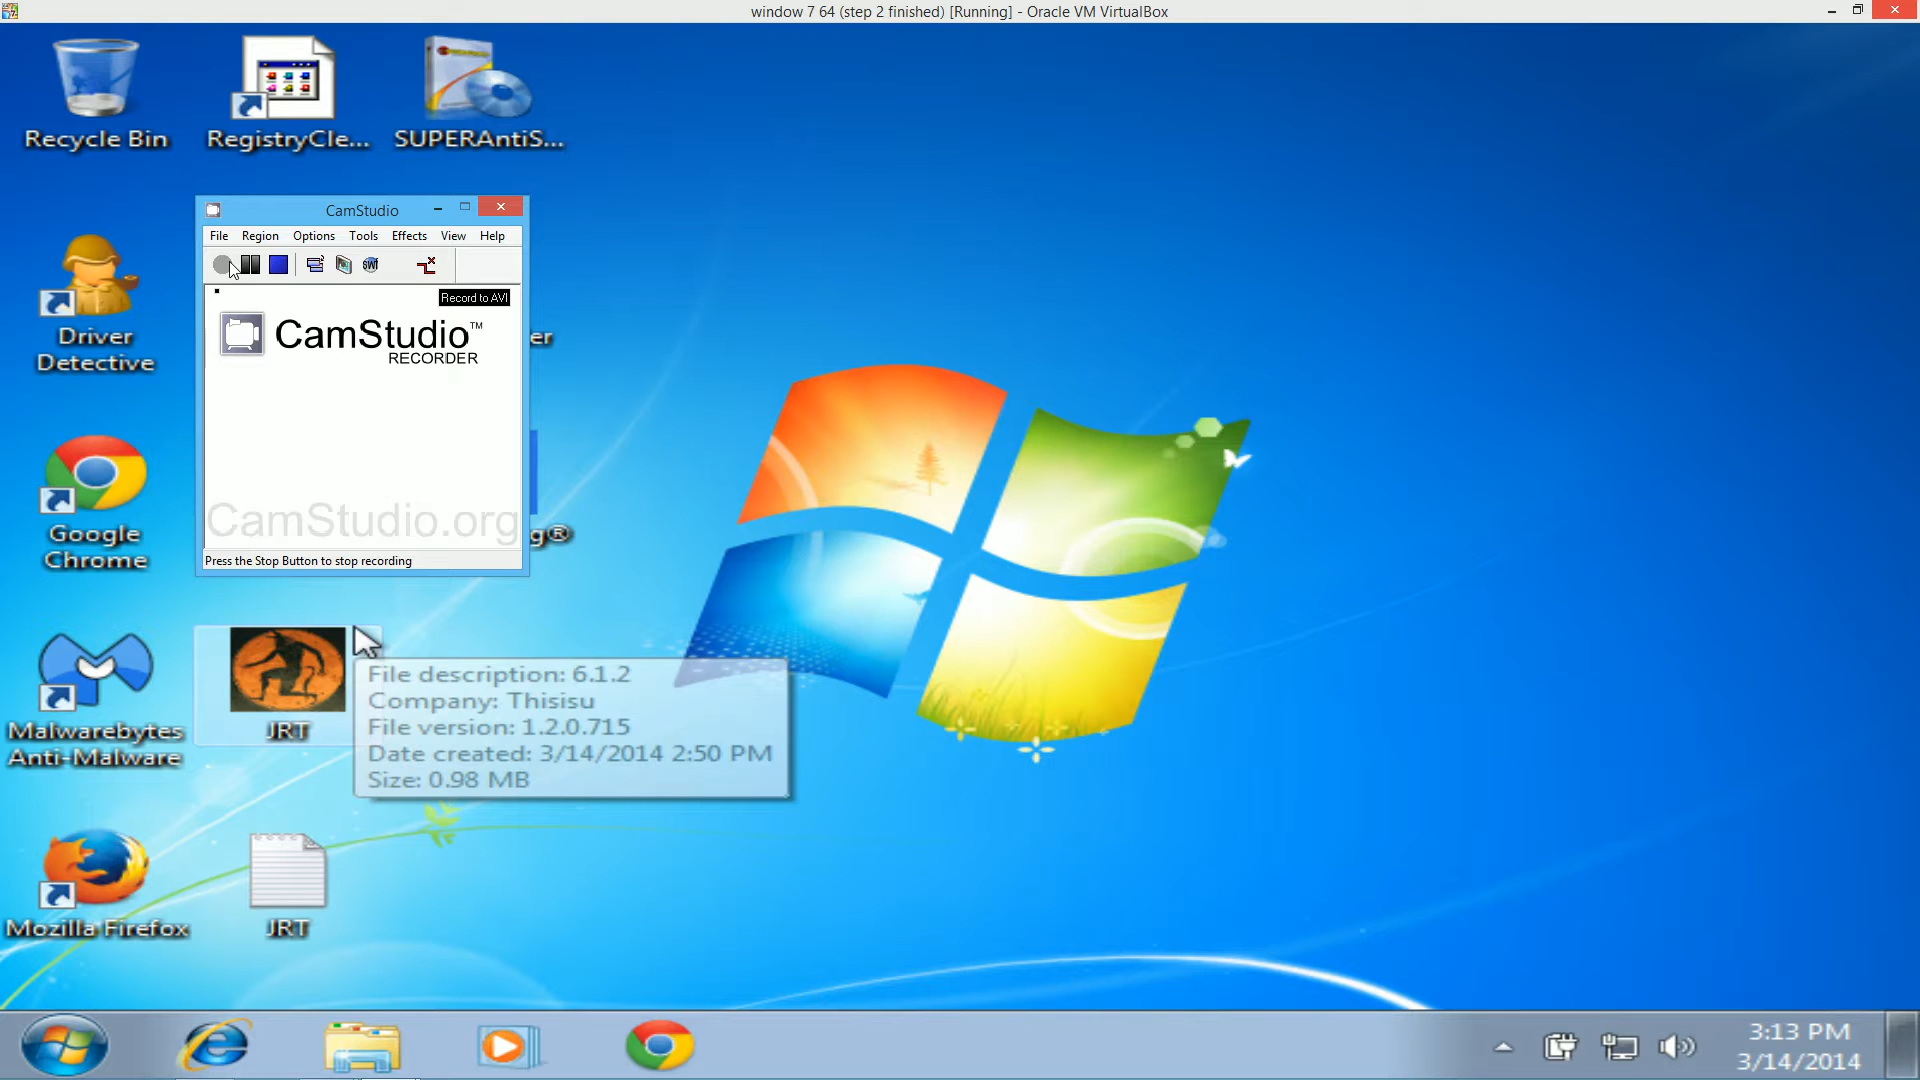 window 7 64 (step 2 finished) [Running] - Oracle VM VirtualBox
Recycle Bin
RegistryCle...
SUPERAntiS...
CamStudio
File Region Options Tools Effects View Help
Record to AVI
CamStudio™
RECORDER
CamStudio.org
Press the Stop Button to stop recording
er
g®
Driver
Detective
Google
Chrome
Malwarebytes
Anti-Malware
JRT
File description: 6.1.2
Company: Thisisu
File version: 1.2.0.715
Date created: 3/14/2014 2:50 PM
Size: 0.98 MB
Mozilla Firefox
JRT
3:13 PM
3/14/2014